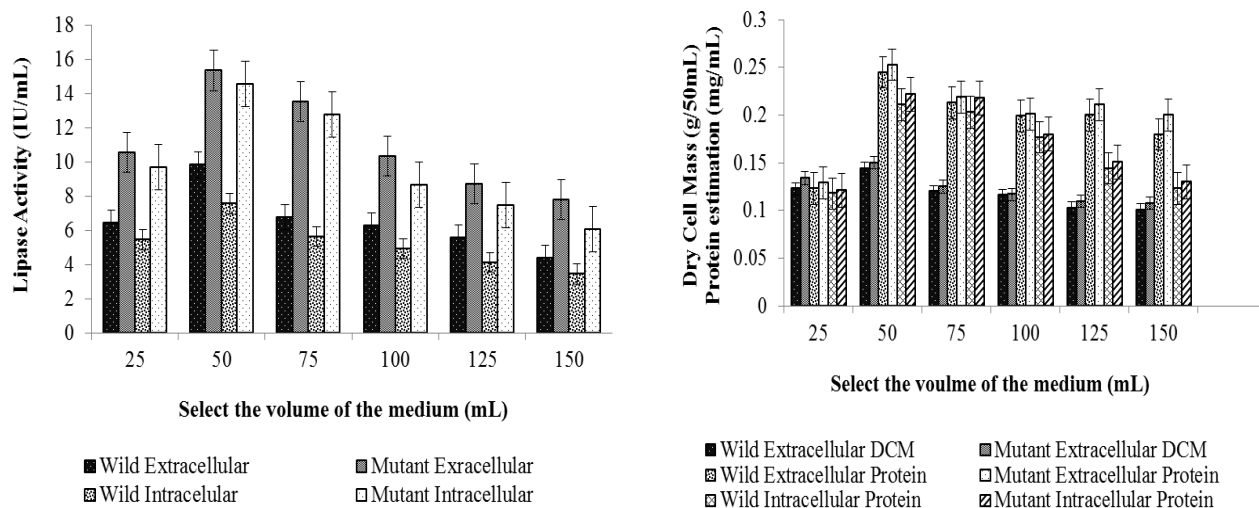 18
16
14
12
10
8
6
4
2
0
Lipase Activity (IU/mL)
25 50 75 100 125 150
Select the volume of the medium (mL)
Wild Extracellular Mutant Exracellular
Wild Intracelular Mutant Intracellular
0.3
0.25
0.2
0.15
0.1
0.05
0
Dry Cell Mass (g/50mL)
Protein estimation (mg/mL)
25 50 75 100 125 150
Select the voulme of the medium (mL)
Wild Extracellular DCM Mutant Extracellular DCM
Wild Extracellular Protein Mutant Extracellular Protein
Wild Intracellular Protein Mutant Intracellular Protein